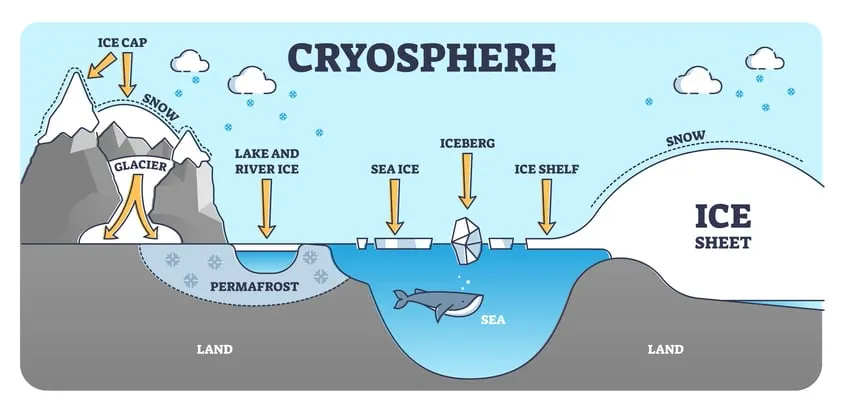 CRYOSPHERE
ICE CAP
SNOW
GLACIER
LAKE AND
RIVER ICE
SEA ICE
ICEBERG
ICE SHELF
SNOW
ICE
SHEET
PERMAFROST
SEA
LAND
LAND